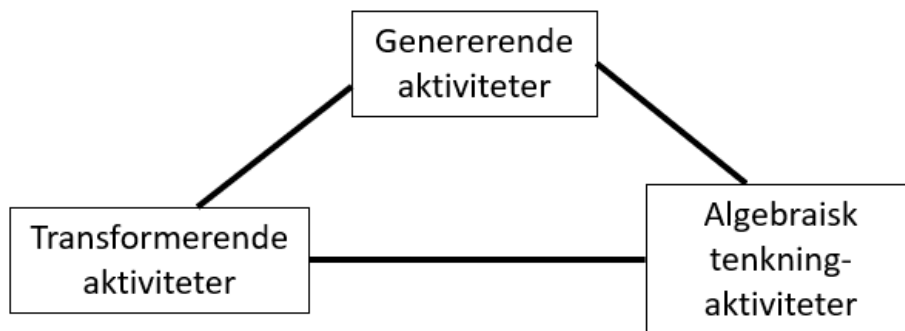 Genererende
aktiviteter
Transformerende
aktiviteter
Algebraisk
tenkning-
aktiviteter